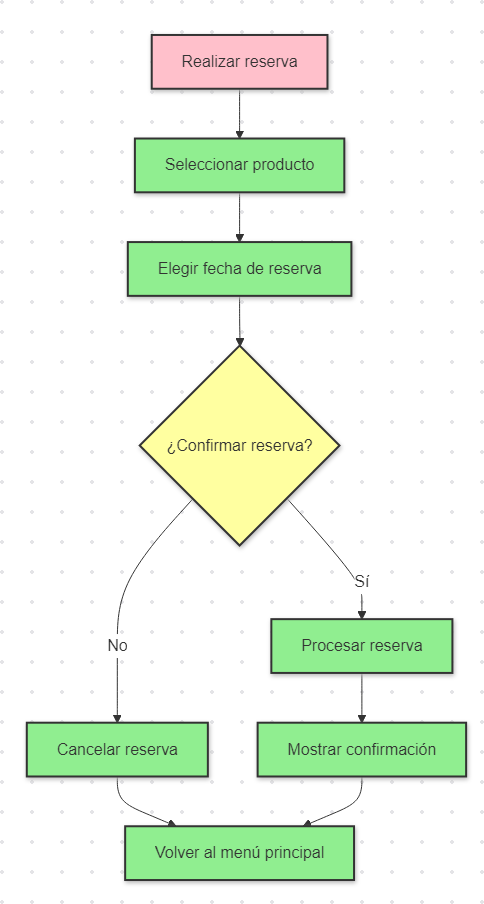 Realizar reserva
Seleccionar producto
Elegir fecha de reserva
¿Confirmar reserva?
Sí
No
Procesar reserva
Cancelar reserva
Mostrar confirmación
Volver al menú principal